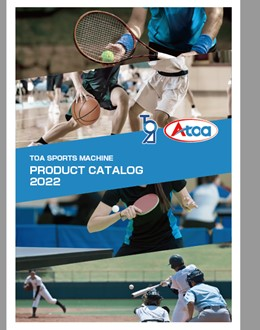 Atoa
TOA SPORTS MACHINE
PRODUCT CATALOG
2022